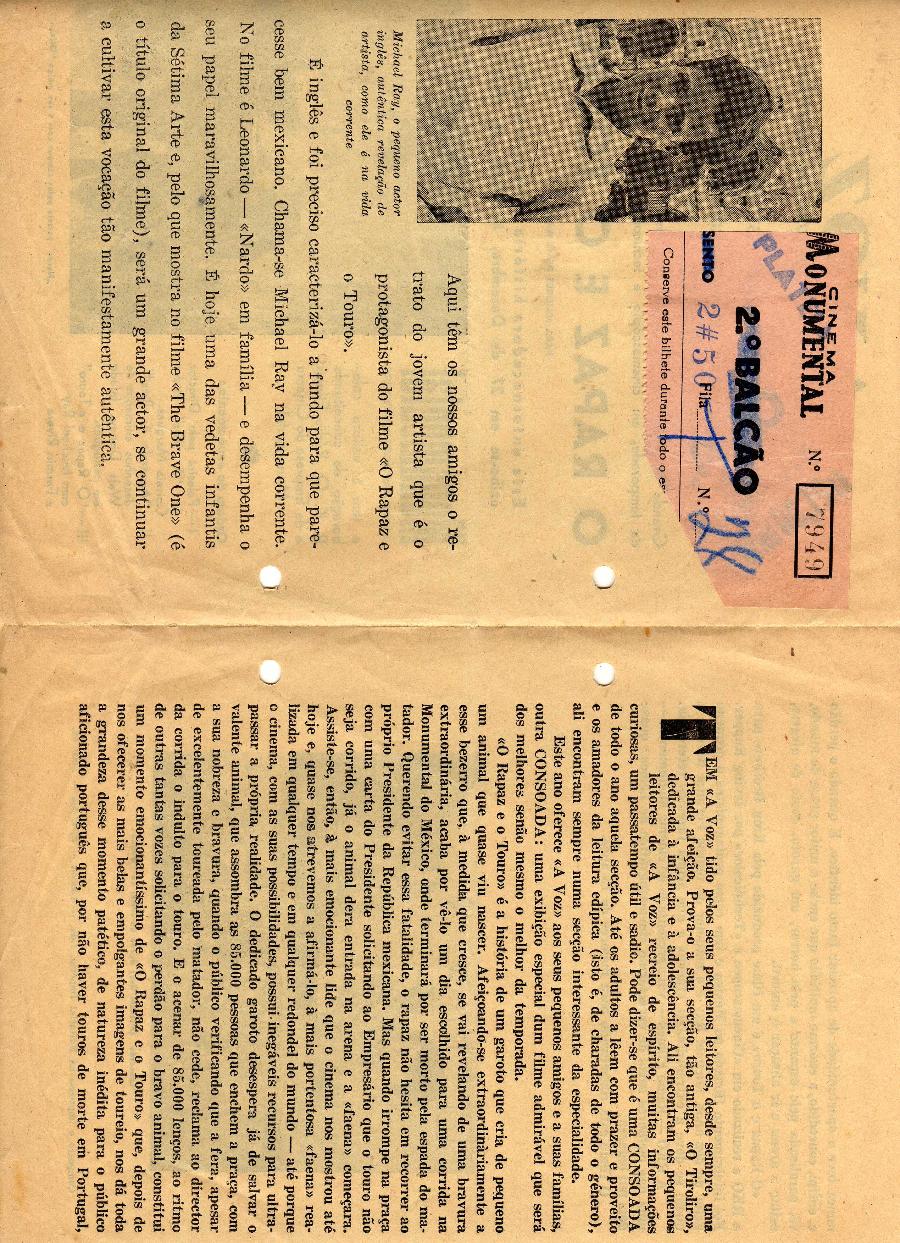 CINEMA
MONUMENTAL
N.º 7949
2.º BALCÃO
SENTO 2#50 Fila N.º 24
Conserve este bilhete durante todo o
Michael Ray, o pequeno actor
inglês, autêntica revelação de
artista, como ele é na vida
corrente
Aqui têm os nossos amigos o re-
trato do jovem artista que é o
protagonista do filme «O Rapaz e
o Touro».
É inglês e foi preciso caracterizá-lo a fundo para que pare-
cesse bem mexicano. Chama-se Michael Ray na vida corrente.
No filme é Leonardo — «Nardo» em família — e desempenha o
seu papel maravilhosamente. É hoje uma das vedetas infantis
da Sétima Arte e, pelo que mostra no filme «The Brave One» (é
o título original do filme), será um grande actor, se continuar
a cultivar esta vocação tão manifestamente autêntica.
TEM «A Voz» tido pelos seus pequenos leitores, desde sempre, uma
grande afeição. Prova-o a sua secção, tão antiga, «O Tiroliro»,
dedicada à infância e à adolescência. Ali encontram os pequenos
leitores de «A Voz» recreio de espírito, muitas informações
curiosas, um passatempo útil e sadio. Pode dizer-se que é uma CONSOADA
de todo o ano aquela secção. Até os adultos a lêem com prazer e proveito
e os amadores da leitura edípica (isto é, de charadas de todo o género),
ali encontram sempre numa secção interessante da especialidade.
Este ano oferece «A Voz» aos seus pequenos amigos e a suas famílias,
outra CONSOADA: uma exibição especial dum filme admirável que será
dos melhores senão mesmo o melhor da temporada.
«O Rapaz e o Touro» é a história de um garoto que cria de pequeno
um animal que quase viu nascer. Afeiçoando-se extraordinàriamente a
esse bezerro que, à medida que cresce, se vai revelando de uma bravura
extraordinária, acaba por vê-lo um dia escolhido para uma corrida na
Monumental do México, onde terminará por ser morto pela espada do ma-
tador. Querendo evitar essa fatalidade, o rapaz não hesita em recorrer ao
próprio Presidente da República mexicana. Mas quando irrompe na praça
com uma carta do Presidente solicitando ao Empresário que o touro não
seja corrido, já o animal dera entrada na arena e a «faena» começara.
Assiste-se, então, à mais emocionante lide que o cinema nos mostrou até
hoje e, quase nos atrevemos a afirmá-lo, à mais portentosa «faena» rea-
lizada em qualquer tempo e em qualquer redondel do mundo — até porque
o cinema, com as suas possibilidades, possui inegáveis recursos para ultra-
passar a própria realidade. O dedicado garoto desespera já de salvar o
valente animal, que assombra as 85.000 pessoas que enchem a praça, com
a sua nobreza e bravura, quando o público verificando que a fera, apesar
de excelentemente toureada pelo matador, não cede, reclama ao director
da corrida o indulto para o touro. E o acenar de 85.000 lenços, ao ritmo
de outras tantas vozes solicitando o perdão para o bravo animal, constitui
um momento emocionantíssimo de «O Rapaz e o Touro» que, depois de
nos oferecer as mais belas e empolgantes imagens de toureio, nos dá toda
a grandeza desse momento patético, de natureza inédita para o público
aficionado português que, por não haver touros de morte em Portugal,